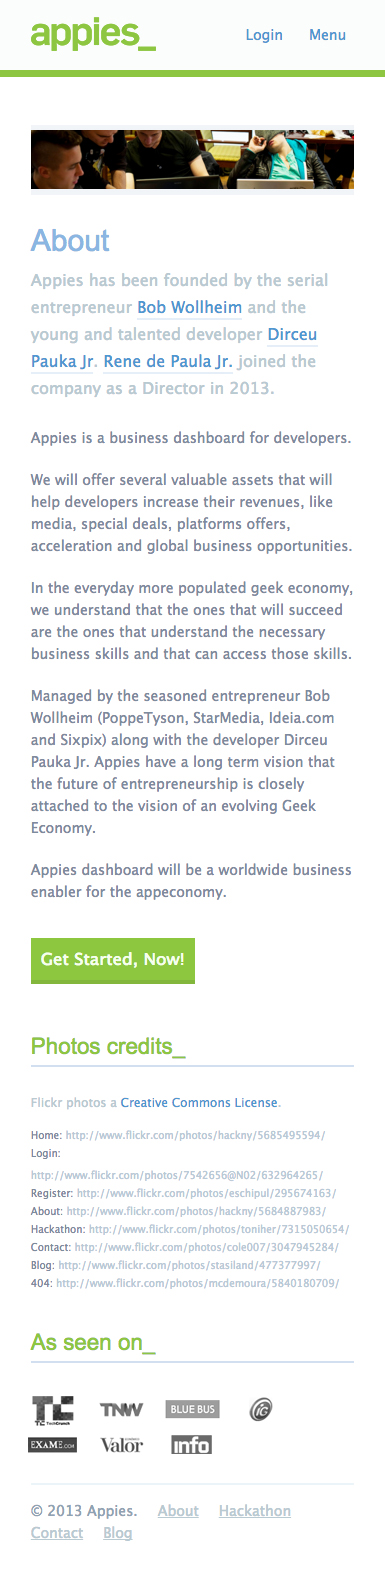 appies_
Login Menu
About
Appies has been founded by the serial
entrepreneur Bob Wollheim and the
young and talented developer Dirceu
Pauka Jr. Rene de Paula Jr. joined the
company as a Director in 2013.
Appies is a business dashboard for developers.
We will offer several valuable assets that will
help developers increase their revenues, like
media, special deals, platforms offers,
acceleration and global business opportunities.
In the everyday more populated geek economy,
we understand that the ones that will succeed
are the ones that understand the necessary
business skills and that can access those skills.
Managed by the seasoned entrepreneur Bob
Wollheim (PoppeTyson, StarMedia, Ideia.com
and Sixpix) along with the developer Dirceu
Pauka Jr. Appies have a long term vision that
the future of entrepreneurship is closely
attached to the vision of an evolving Geek
Economy.
Appies dashboard will be a worldwide business
enabler for the appeconomy.
Get Started, Now!
Photos credits_
Flickr photos a Creative Commons License.
Home: http://www.flickr.com/photos/hackny/5685495594/
Login:
http://www.flickr.com/photos/7542656@N02/632964265/
Register: http://www.flickr.com/photos/eschipul/295674163/
About: http://www.flickr.com/photos/hackny/5684887983/
Hackathon: http://www.flickr.com/photos/toniher/7315050654/
Contact: http://www.flickr.com/photos/cole007/3047945284/
Blog: http://www.flickr.com/photos/stasiland/477377997/
404: http://www.flickr.com/photos/mcdemoura/5840180709/
As seen on_
TC TechCrunch TNW BLUE BUS iG
EXAME.COM Valor info
© 2013 Appies. About Hackathon
Contact Blog